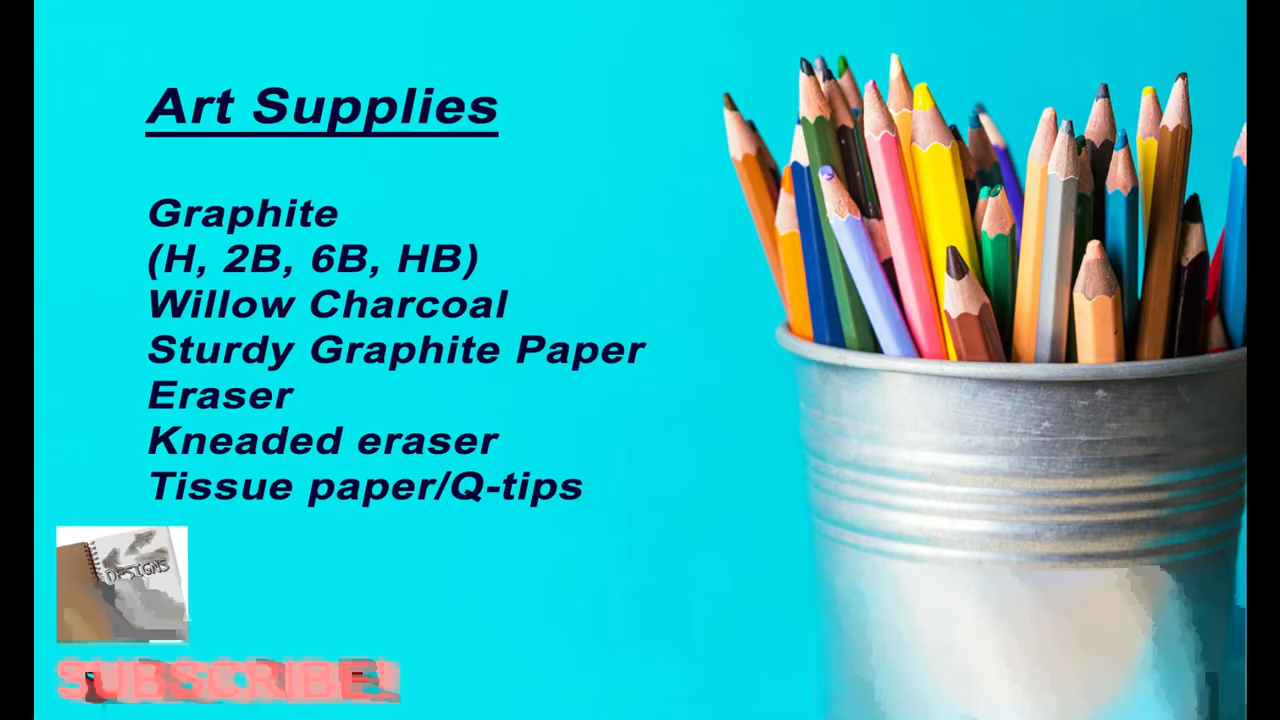 Art Supplies
Graphite
(H, 2B, 6B, HB)
Willow Charcoal
Sturdy Graphite Paper
Eraser
Kneaded eraser
Tissue paper/Q-tips
DESIGNS
SUBSCRIBE!